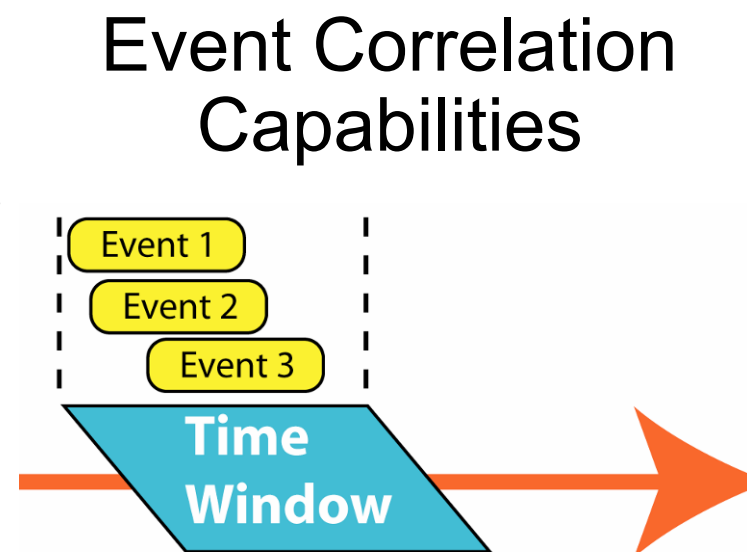 Event Correlation
Capabilities
Event 1
Event 2
Event 3
Time
Window